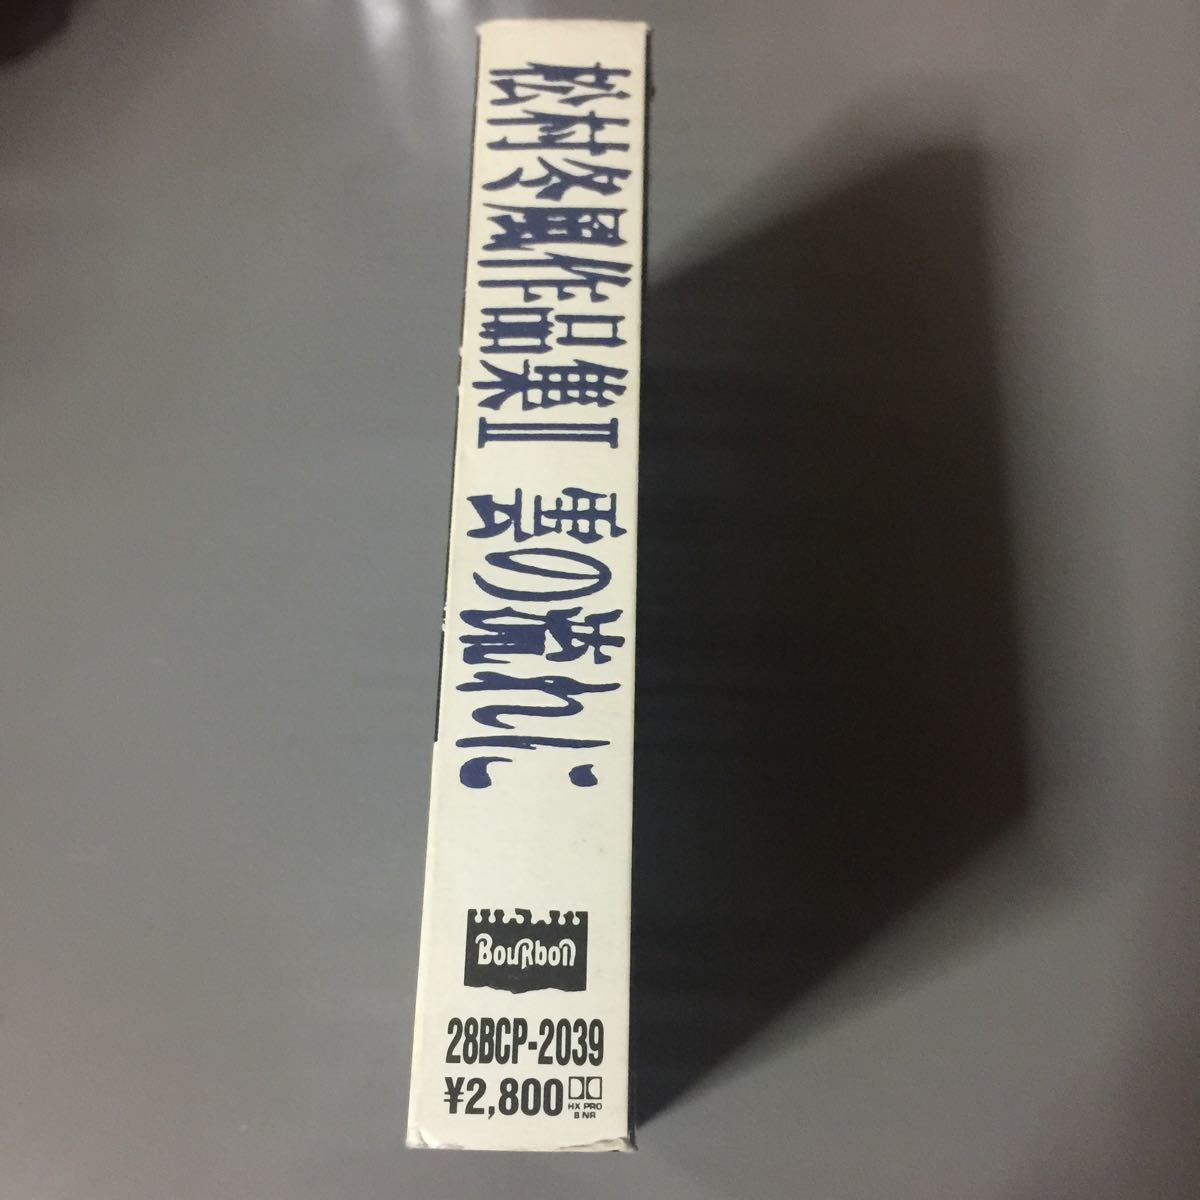 松村冬風作品集Ⅱ 雲の流れに
BouRbon
28BCP-2039
¥2,800
HX PRO
B NR